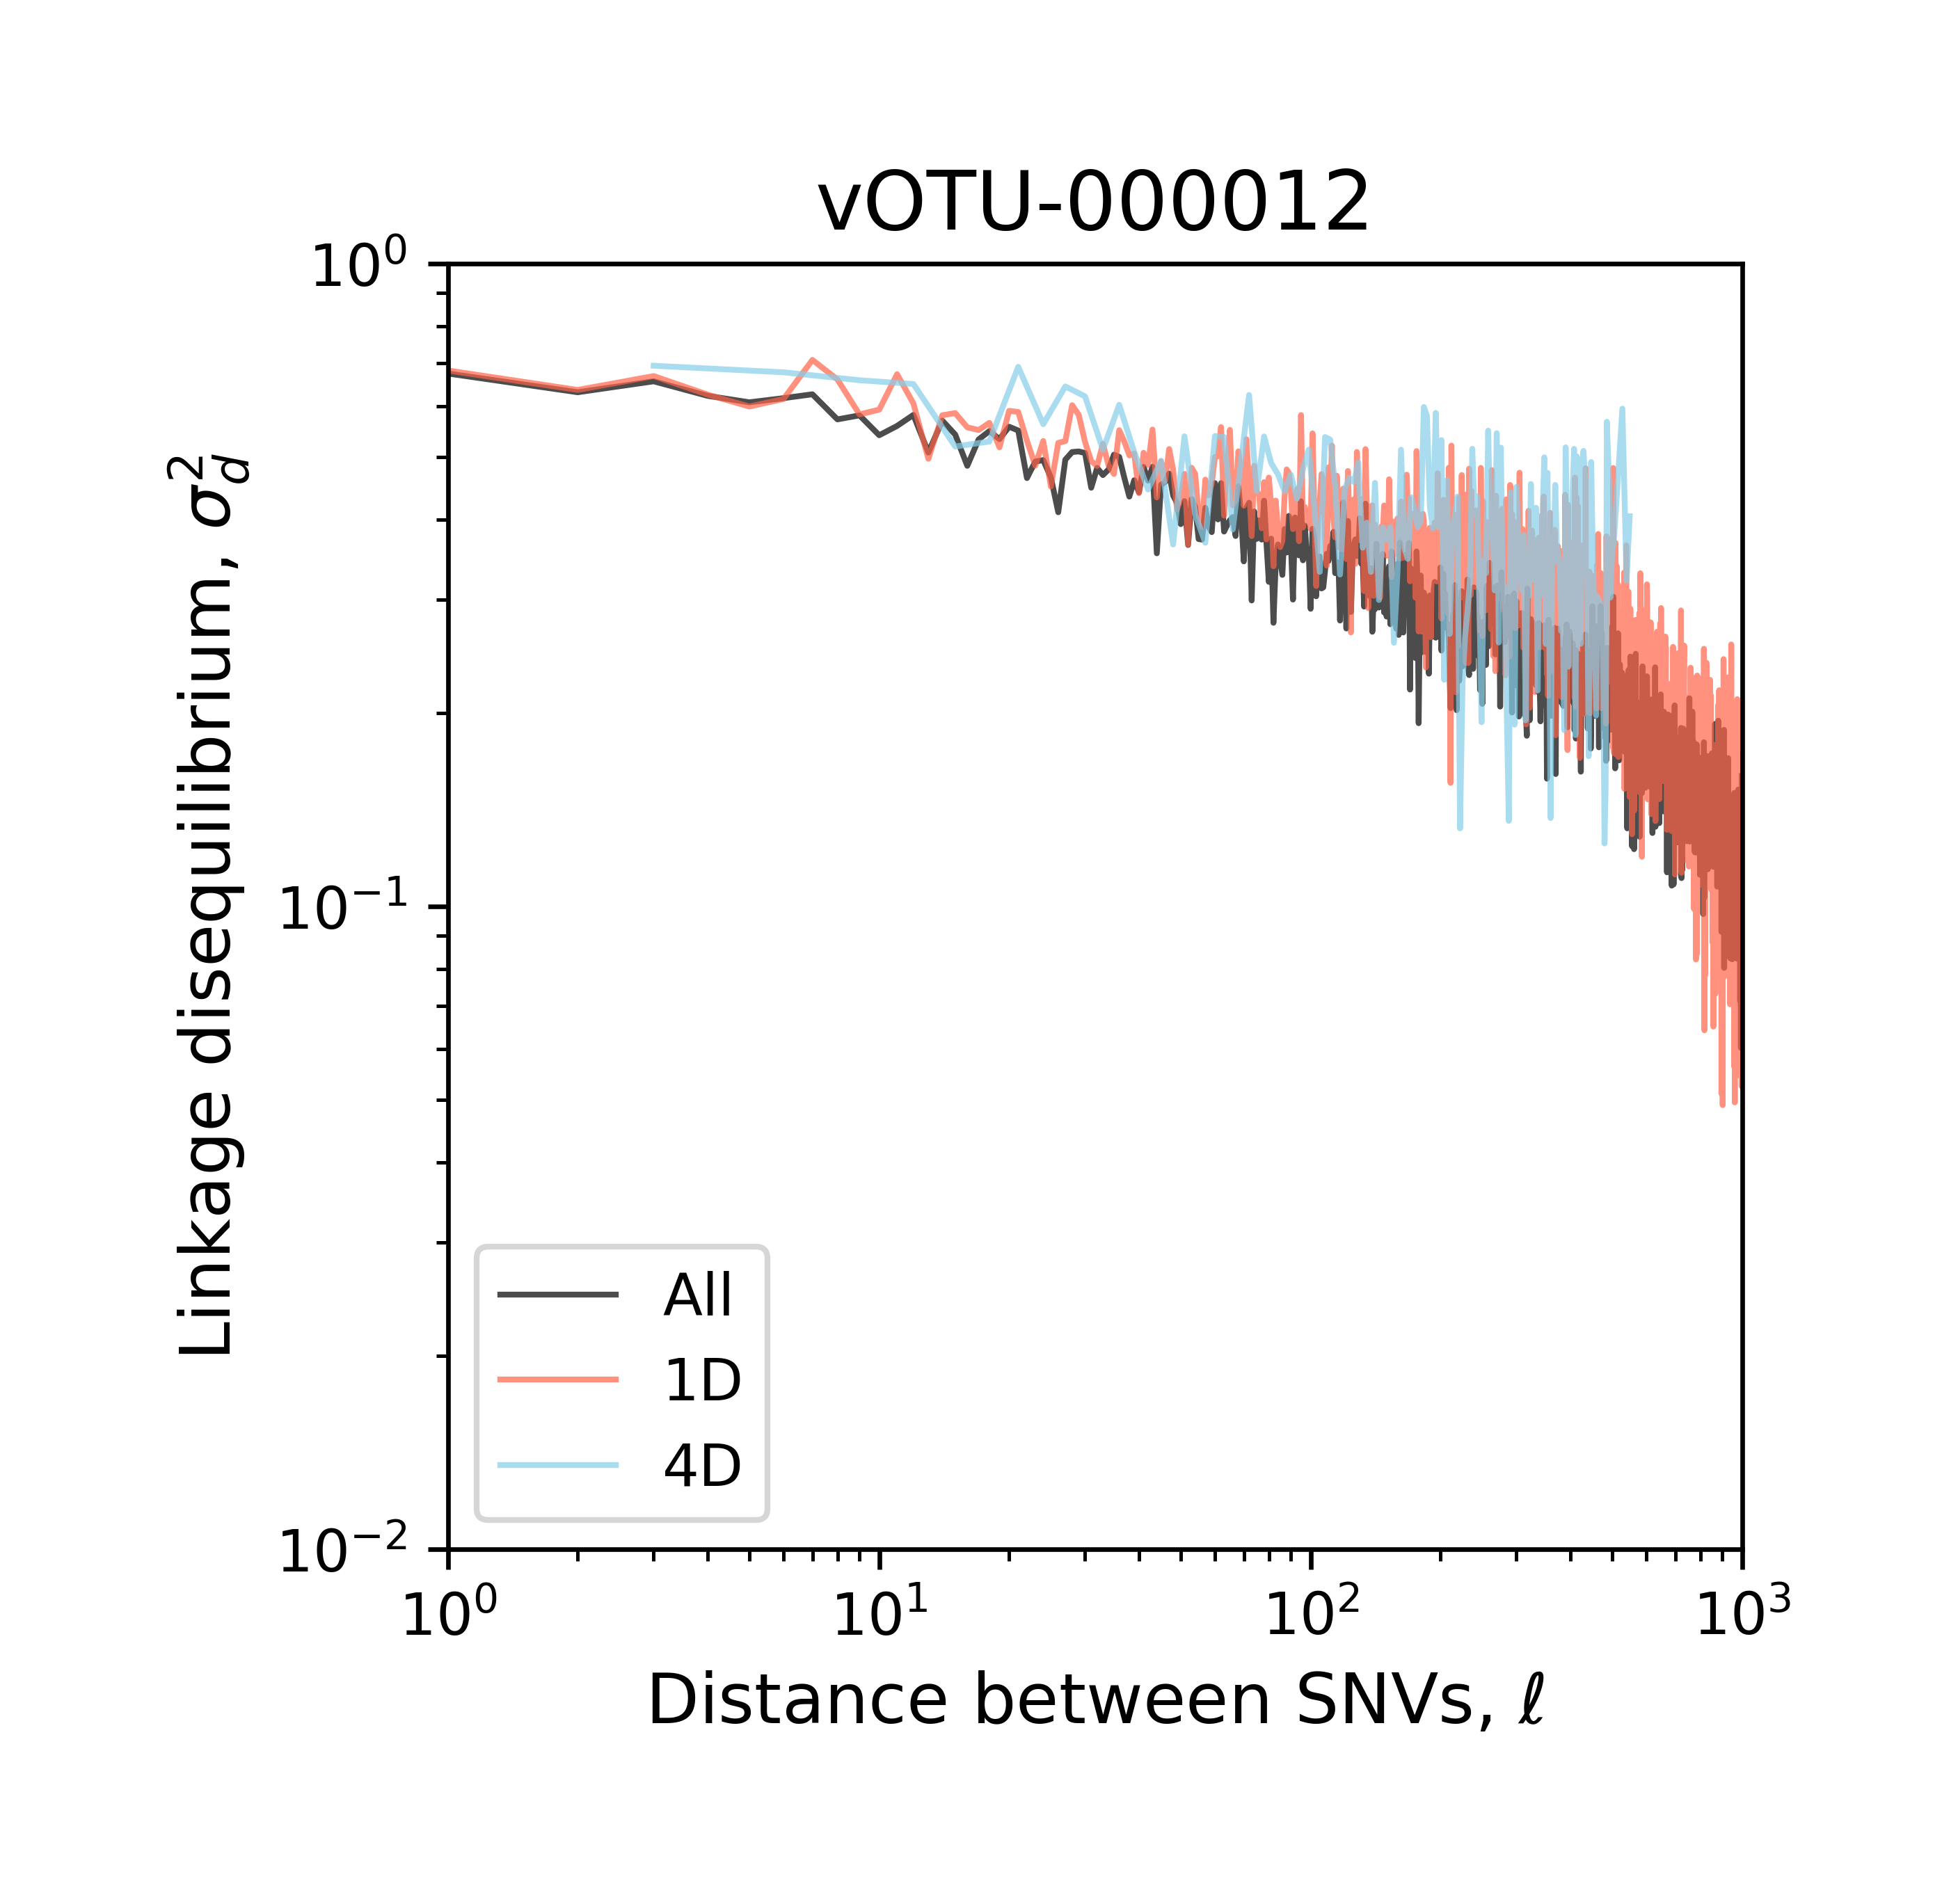 vOTU-000012
10⁰
10⁻¹
10⁻²
Linkage disequilibrium, σ²_d^l
All
1D
4D
10⁰ 10¹ 10² 10³
Distance between SNVs, ℓ